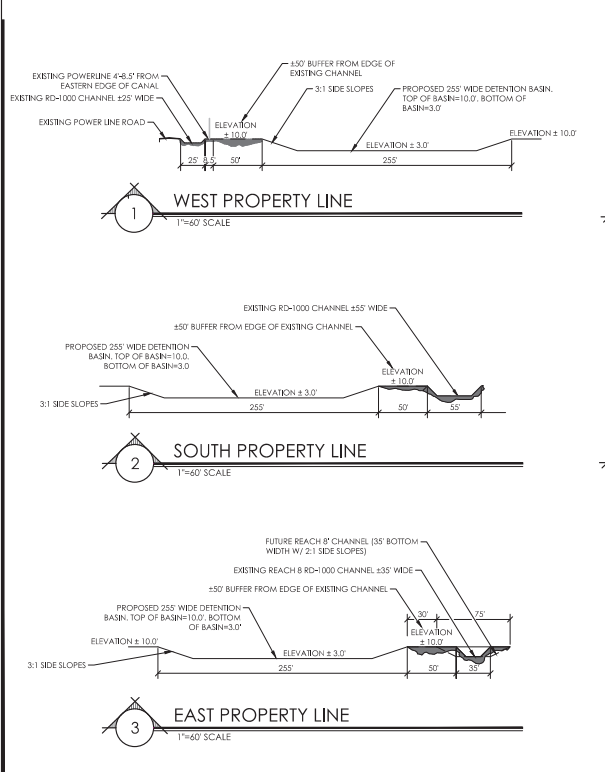 ±50' BUFFER FROM EDGE OF
EXISTING CHANNEL
EXISTING POWERLINE 4'-8.5' FROM
EASTERN EDGE OF CANAL
EXISTING RD-1000 CHANNEL ±25' WIDE
EXISTING POWER LINE ROAD
3:1 SIDE SLOPES
PROPOSED 255' WIDE DETENTION BASIN.
TOP OF BASIN=10.0'. BOTTOM OF
BASIN=3.0'
ELEVATION
± 10.0'
ELEVATION ± 10.0'
ELEVATION ± 3.0'
25' 8.5' 50' 255'
1 WEST PROPERTY LINE
1"=60' SCALE
EXISTING RD-1000 CHANNEL ±55' WIDE
±50' BUFFER FROM EDGE OF EXISTING CHANNEL
PROPOSED 255' WIDE DETENTION
BASIN. TOP OF BASIN=10.0.
BOTTOM OF BASIN=3.0
ELEVATION
± 10.0'
3:1 SIDE SLOPES
ELEVATION ± 3.0'
255' 50' 55'
2 SOUTH PROPERTY LINE
1"=60' SCALE
FUTURE REACH 8' CHANNEL (35' BOTTOM
WIDTH W/ 2:1 SIDE SLOPES)
EXISTING REACH 8 RD-1000 CHANNEL ±35' WIDE
±50' BUFFER FROM EDGE OF EXISTING CHANNEL
PROPOSED 255' WIDE DETENTION
BASIN. TOP OF BASIN=10.0'. BOTTOM
OF BASIN=3.0'
30' 75'
ELEVATION
± 10.0'
ELEVATION ± 10.0'
ELEVATION ± 3.0'
3:1 SIDE SLOPES
255' 50' 35'
3 EAST PROPERTY LINE
1"=60' SCALE